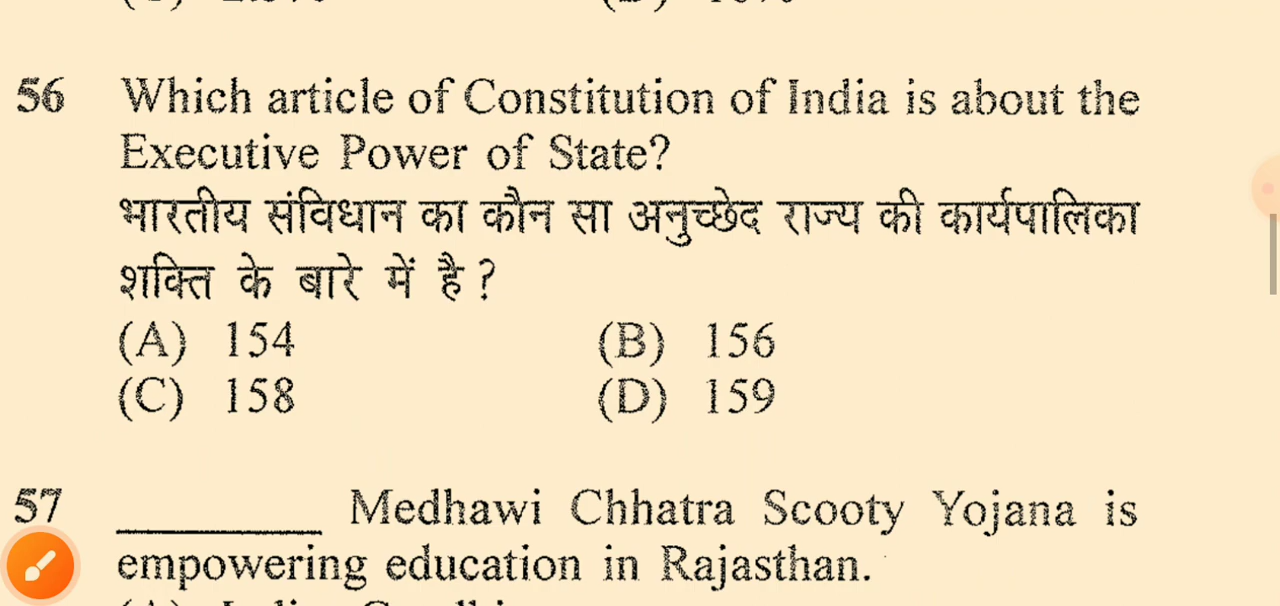 56 Which article of Constitution of India is about the
Executive Power of State?
भारतीय संविधान का कौन सा अनुच्छेद राज्य की कार्यपालिका
शक्ति के बारे में है ?
(A) 154 (B) 156
(C) 158 (D) 159
57 ________ Medhawi Chhatra Scooty Yojana is
empowering education in Rajasthan.